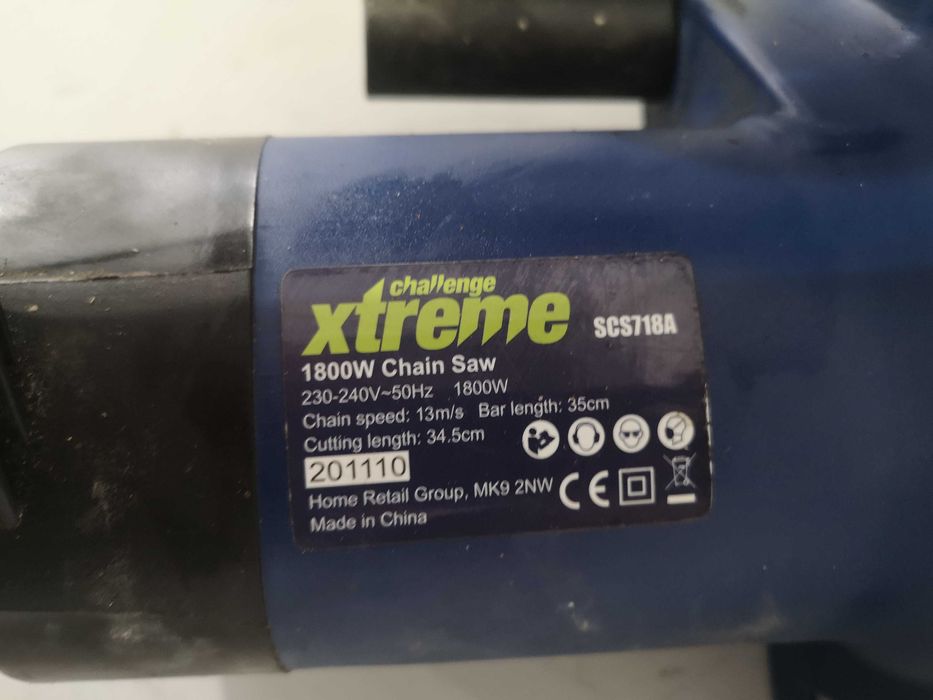 challenge
xtreme
SCS718A
1800W Chain Saw
230-240V~50Hz 1800W
Chain speed: 13m/s Bar length: 35cm
Cutting length: 34.5cm
201110
Home Retail Group, MK9 2NW CE
Made in China